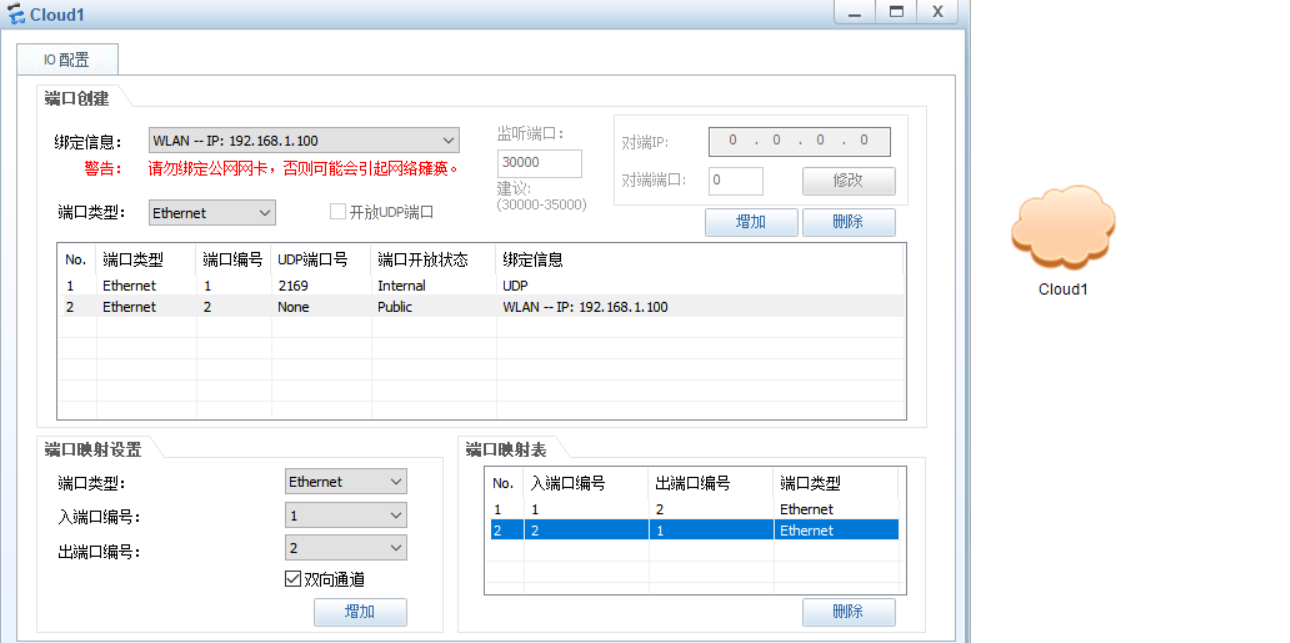 Cloud1
IO 配置
端口创建
绑定信息： WLAN -- IP: 192.168.1.100
警告： 请勿绑定公网网卡，否则可能会引起网络瘫痪。
端口类型： Ethernet 开放UDP端口
监听端口：
30000
建议:
(30000-35000)
对端IP: 0 . 0 . 0 . 0
对端端口: 0 修改
增加 删除
No. 端口类型 端口编号 UDP端口号 端口开放状态 绑定信息
1 Ethernet 1 2169 Internal UDP
2 Ethernet 2 None Public WLAN -- IP: 192.168.1.100
端口映射设置
端口类型： Ethernet
入端口编号： 1
出端口编号： 2
双向通道
增加
端口映射表
No. 入端口编号 出端口编号 端口类型
1 1 2 Ethernet
2 2 1 Ethernet
删除
Cloud1